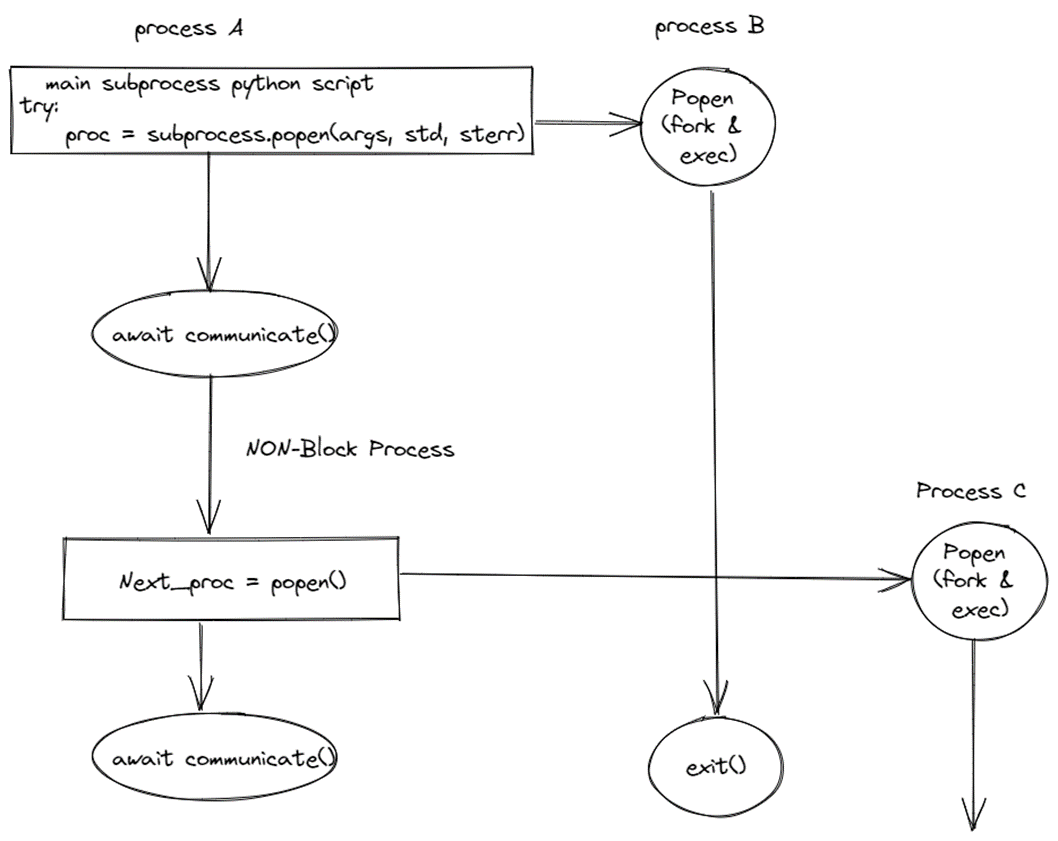 process A
process B
main subprocess python script
try:
proc = subprocess.popen(args, std, sterr)
Popen
(fork &
exec)
await communicate()
NON-Block Process
Process C
Next_proc = popen()
Popen
(fork &
exec)
await communicate()
exit()